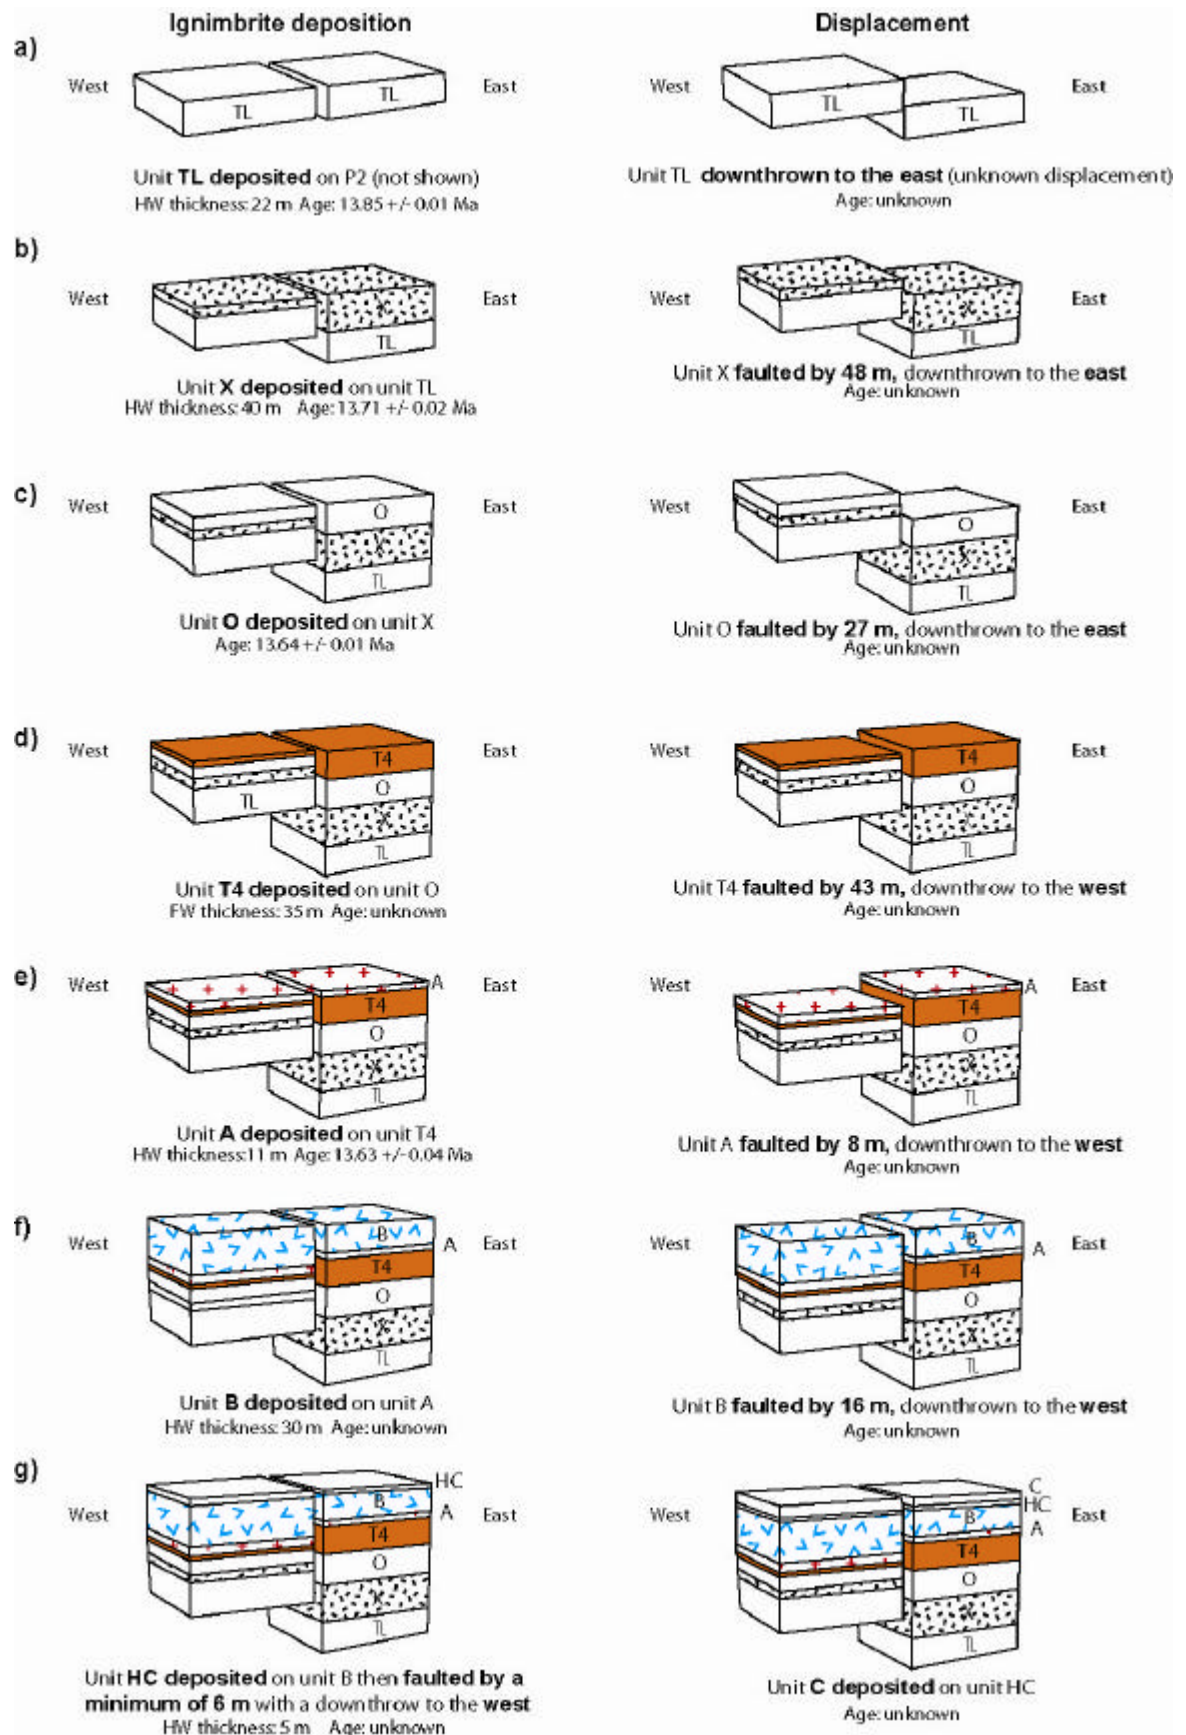 Ignimbrite deposition
Displacement
a)
West
TL
TL
East
West
TL
TL
East
Unit TL deposited on P2 (not shown)
HW thickness: 22 m Age: 13.85 +/- 0.01 Ma
Unit TL downthrown to the east (unknown displacement)
Age: unknown
b)
West
X
TL
East
West
X
TL
East
Unit X deposited on unit TL
HW thickness: 40 m Age: 13.71 +/- 0.02 Ma
Unit X faulted by 48 m, downthrown to the east
Age: unknown
c)
West
O
X
TL
East
West
O
X
TL
East
Unit O deposited on unit X
Age: 13.64 +/- 0.01 Ma
Unit O faulted by 27 m, downthrown to the east
Age: unknown
d)
West
TL
T4
O
X
TL
East
West
T4
O
X
TL
East
Unit T4 deposited on unit O
FW thickness: 35 m Age: unknown
Unit T4 faulted by 43 m, downthrow to the west
Age: unknown
e)
West
A
T4
O
X
TL
East
West
A
T4
O
X
TL
East
Unit A deposited on unit T4
HW thickness: 11 m Age: 13.63 +/- 0.04 Ma
Unit A faulted by 8 m, downthrown to the west
Age: unknown
f)
West
B
A
T4
O
X
TL
East
West
B
A
T4
O
X
TL
East
Unit B deposited on unit A
HW thickness: 30 m Age: unknown
Unit B faulted by 16 m, downthrown to the west
Age: unknown
g)
West
HC
B
A
T4
O
X
TL
East
West
C
HC
B
A
T4
O
X
TL
East
Unit HC deposited on unit B then faulted by a
minimum of 6 m with a downthrow to the west
HW thickness: 5 m Age: unknown
Unit C deposited on unit HC
Age: unknown